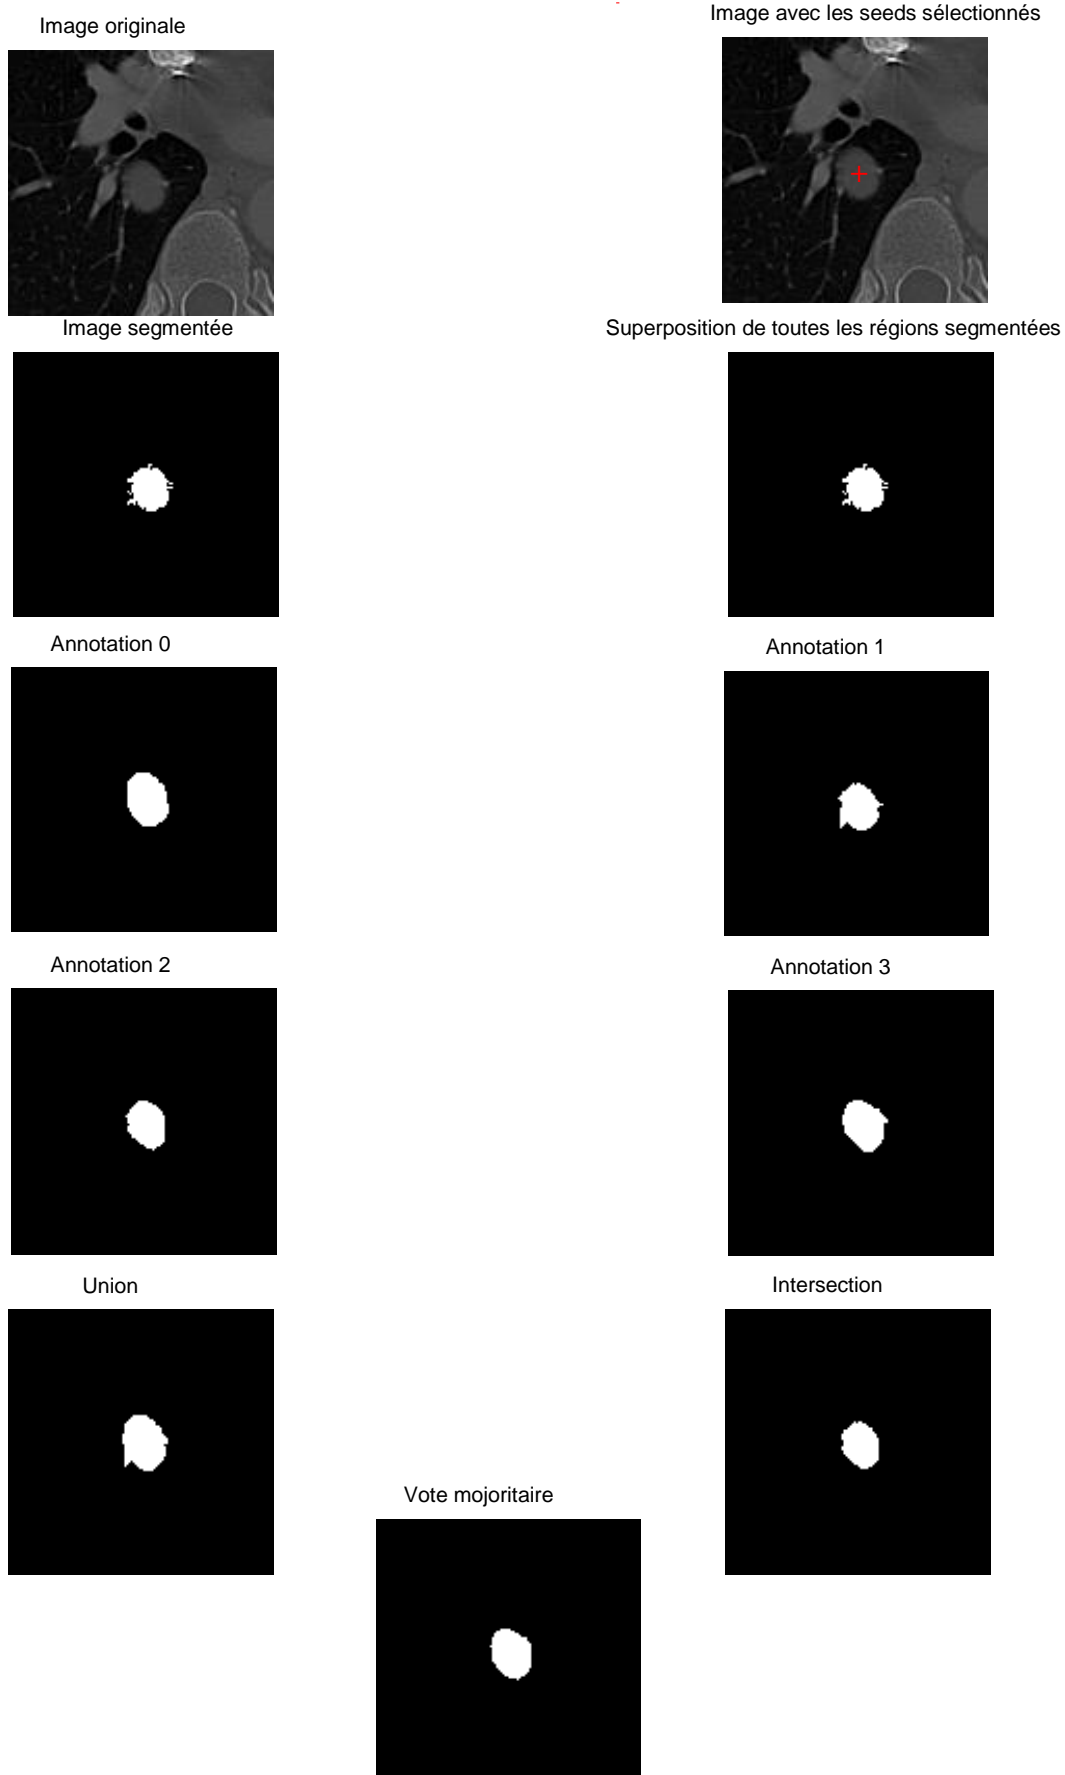 Image originale
Image avec les seeds sélectionnés
Image segmentée
Superposition de toutes les régions segmentées
Annotation 0
Annotation 1
Annotation 2
Annotation 3
Union
Intersection
Vote mojoritaire